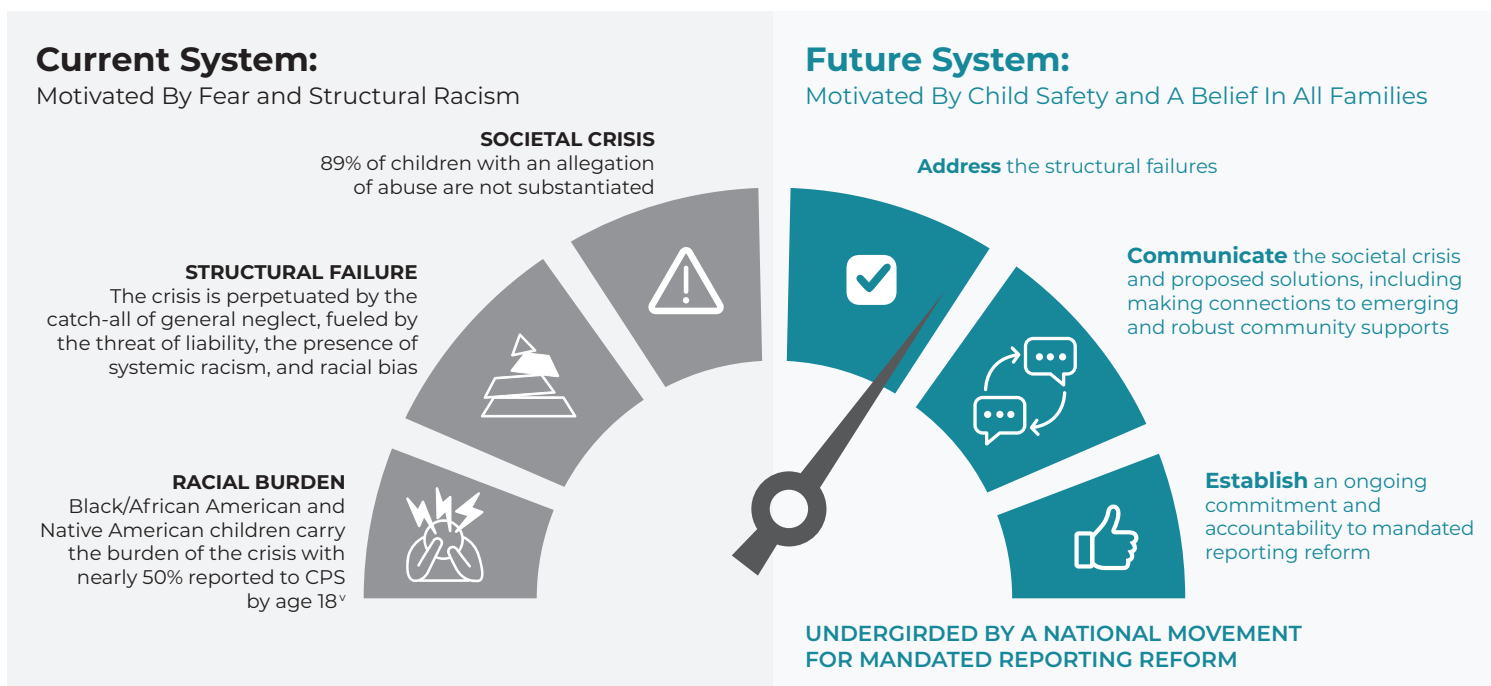 Current System:
Motivated By Fear and Structural Racism
SOCIETAL CRISIS
89% of children with an allegation
of abuse are not substantiated
STRUCTURAL FAILURE
The crisis is perpetuated by the
catch-all of general neglect, fueled by
the threat of liability, the presence of
systemic racism, and racial bias
RACIAL BURDEN
Black/African American and
Native American children carry
the burden of the crisis with
nearly 50% reported to CPS
by age 18ᵛ
Future System:
Motivated By Child Safety and A Belief In All Families
Address the structural failures
Communicate the societal crisis
and proposed solutions, including
making connections to emerging
and robust community supports
Establish an ongoing
commitment and
accountability to mandated
reporting reform
UNDERGIRDED BY A NATIONAL MOVEMENT
FOR MANDATED REPORTING REFORM